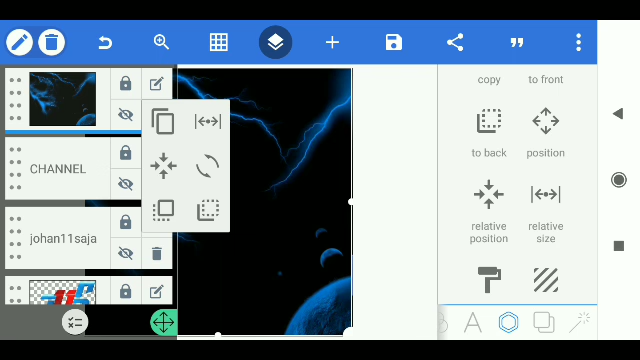 copy
to front
to back
position
CHANNEL
johan11saja
relative
position
relative
size
A